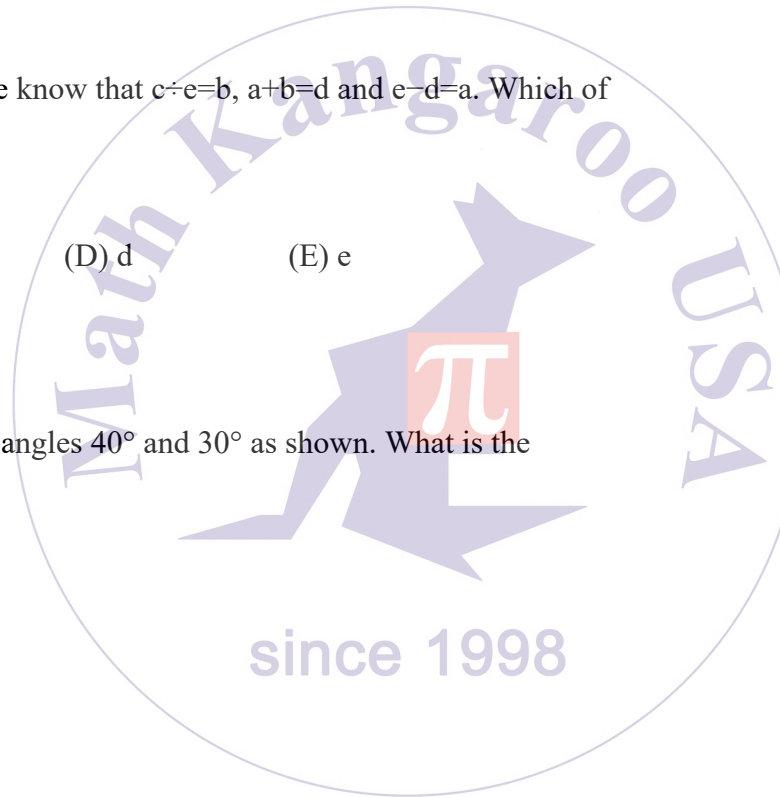 e know that c÷e=b, a+b=d and e−d=a. Which of
(D) d (E) e
angles 40° and 30° as shown. What is the
Math Kangaroo USA
π
since 1998